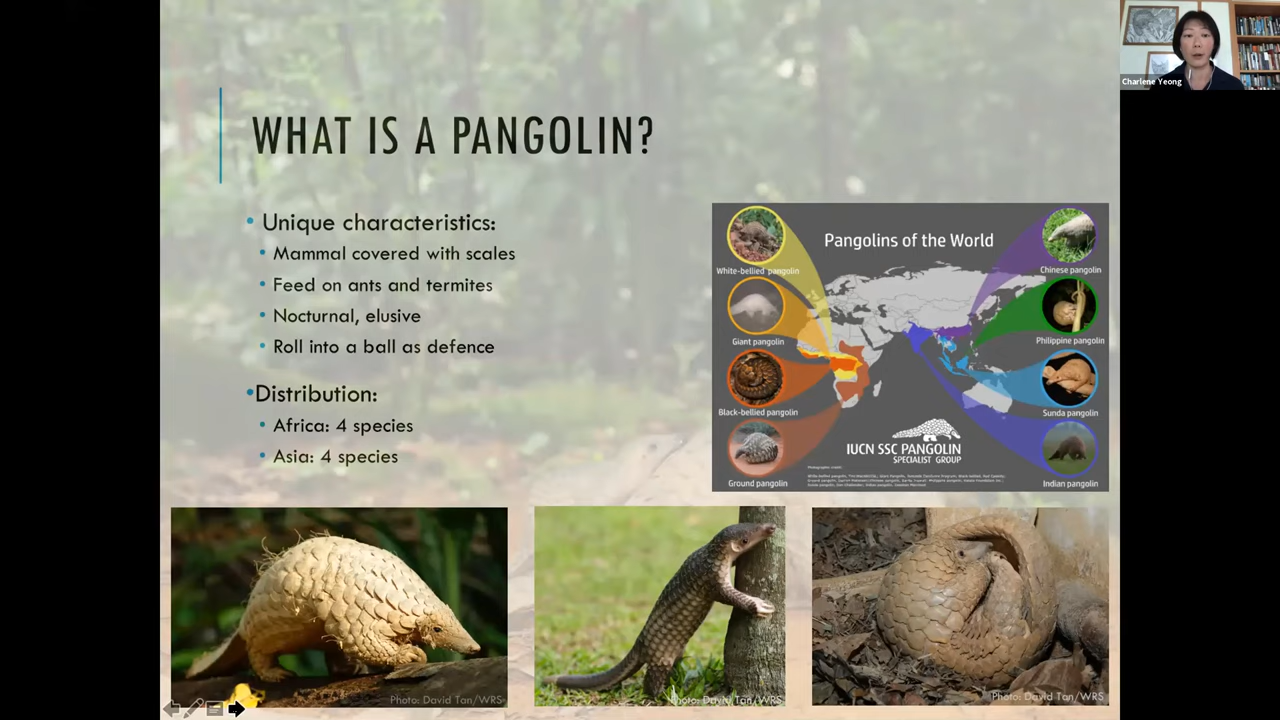 Charlene Yeong
WHAT IS A PANGOLIN?
• Unique characteristics:
• Mammal covered with scales
• Feed on ants and termites
• Nocturnal, elusive
• Roll into a ball as defence
•Distribution:
• Africa: 4 species
• Asia: 4 species
Pangolins of the World
White-bellied pangolin
Giant pangolin
Black-bellied pangolin
Ground pangolin
Chinese pangolin
Philippine pangolin
Sunda pangolin
Indian pangolin
IUCN SSC PANGOLIN
SPECIALIST GROUP
Photo: David Tan/WRS
Photo: David Tan/WRS
Photo: David Tan/WRS